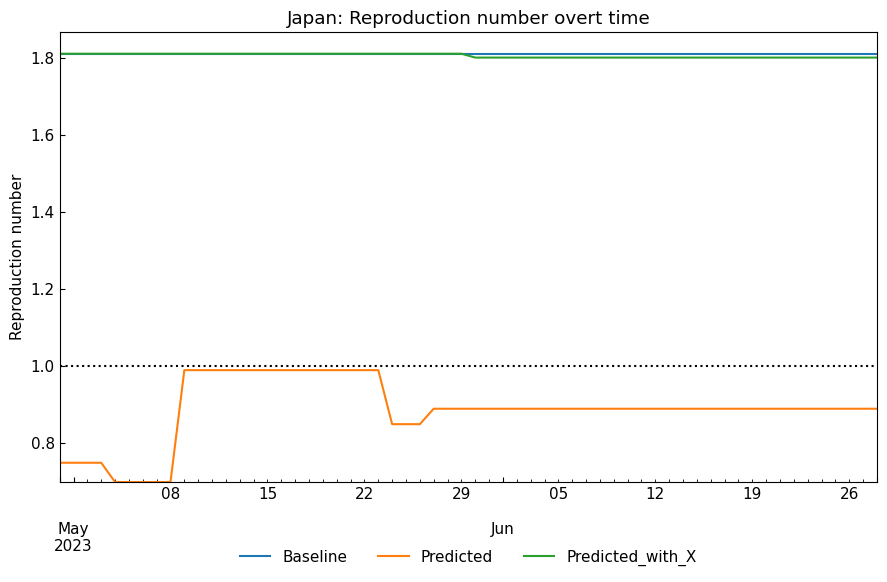 Japan: Reproduction number overt time
Reproduction number
1.8
1.6
1.4
1.2
1.0
0.8
08 15 22 29 05 12 19 26
May Jun
2023
Baseline Predicted Predicted_with_X